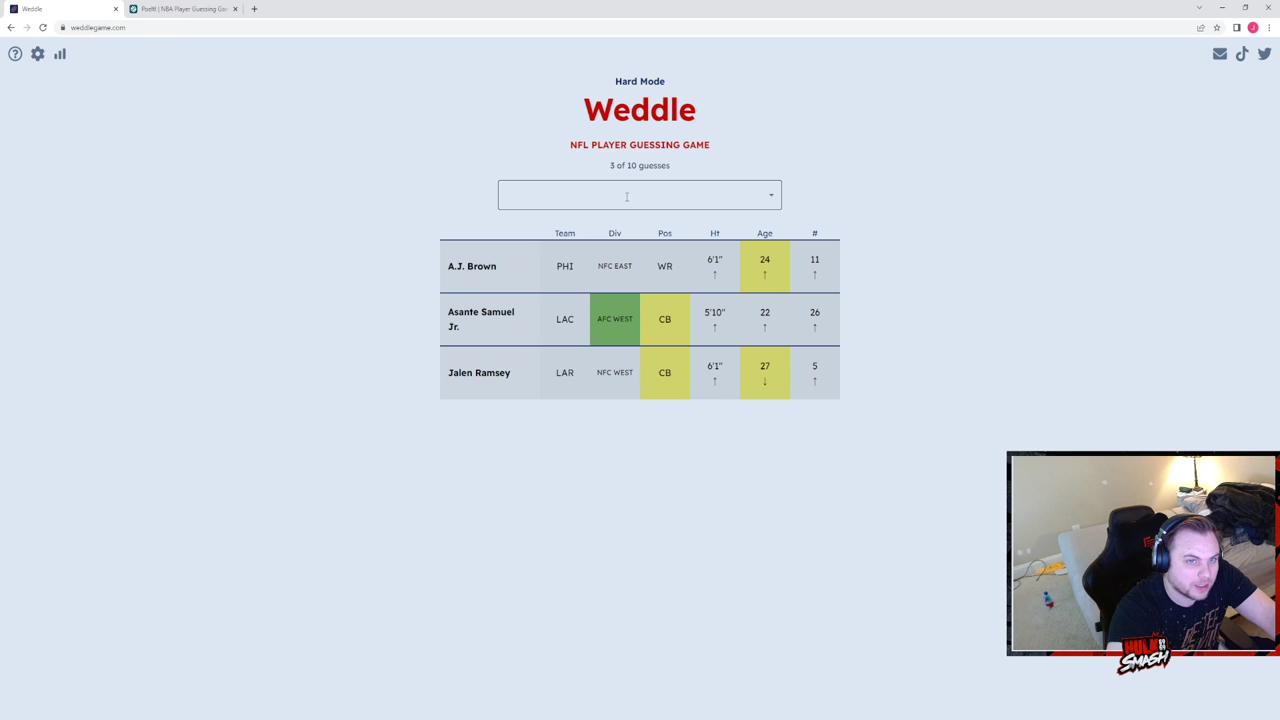 Weddle
Poeltl | NBA Player Guessing Ga
weddlegame.com
Hard Mode
Weddle
NFL PLAYER GUESSING GAME
3 of 10 guesses
Team Div Pos Ht Age #
A.J. Brown PHI NFC EAST WR 6'1" ↑ 24 ↑ 11 ↑
Asante Samuel Jr. LAC AFC WEST CB 5'10" ↑ 22 ↑ 26 ↑
Jalen Ramsey LAR NFC WEST CB 6'1" ↑ 27 ↓ 5 ↑
HULK
SMASH